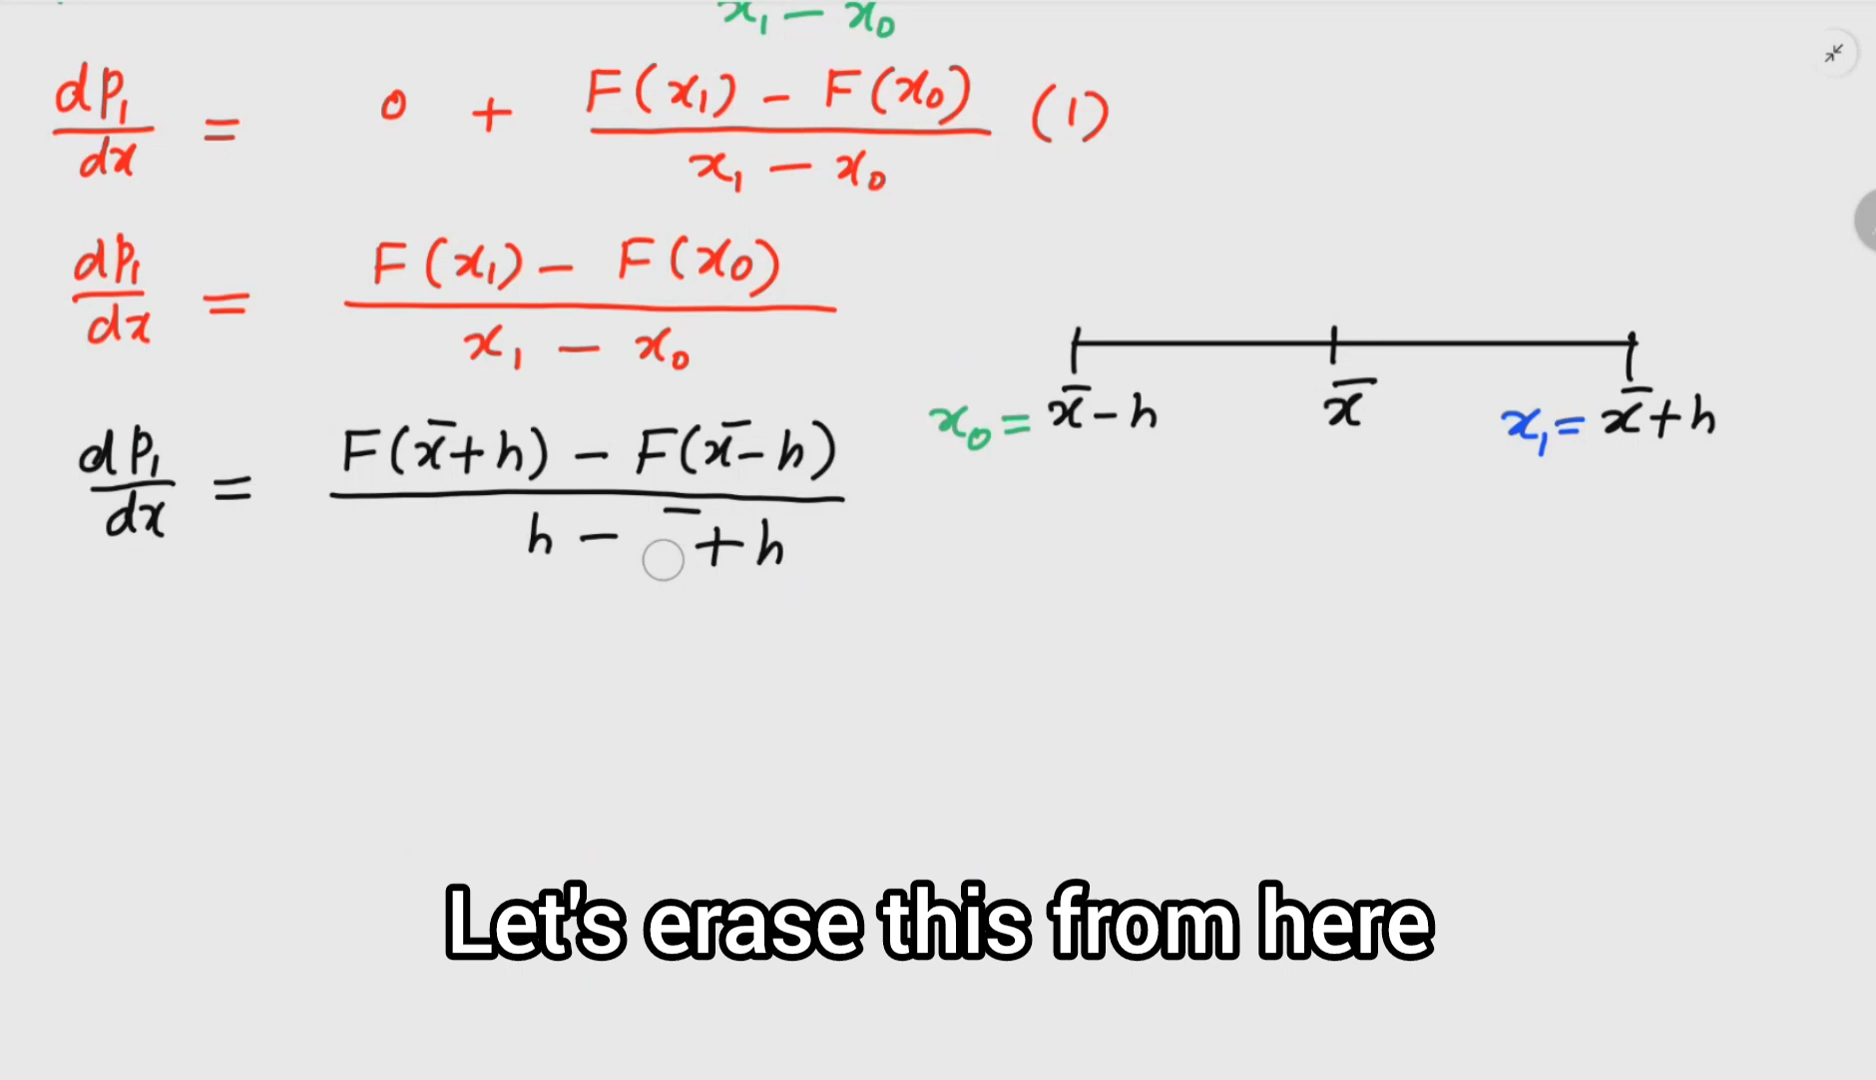 x₁ − x₀
dP₁/dx = 0 + (F(x₁) − F(x₀))/(x₁ − x₀) (1)
dP₁/dx = (F(x₁) − F(x₀))/(x₁ − x₀)
x₀ = x̄ − h x̄ x₁ = x̄ + h
dP₁/dx = (F(x̄+h) − F(x̄−h))/(h − ¯ + h)
Let's erase this from here